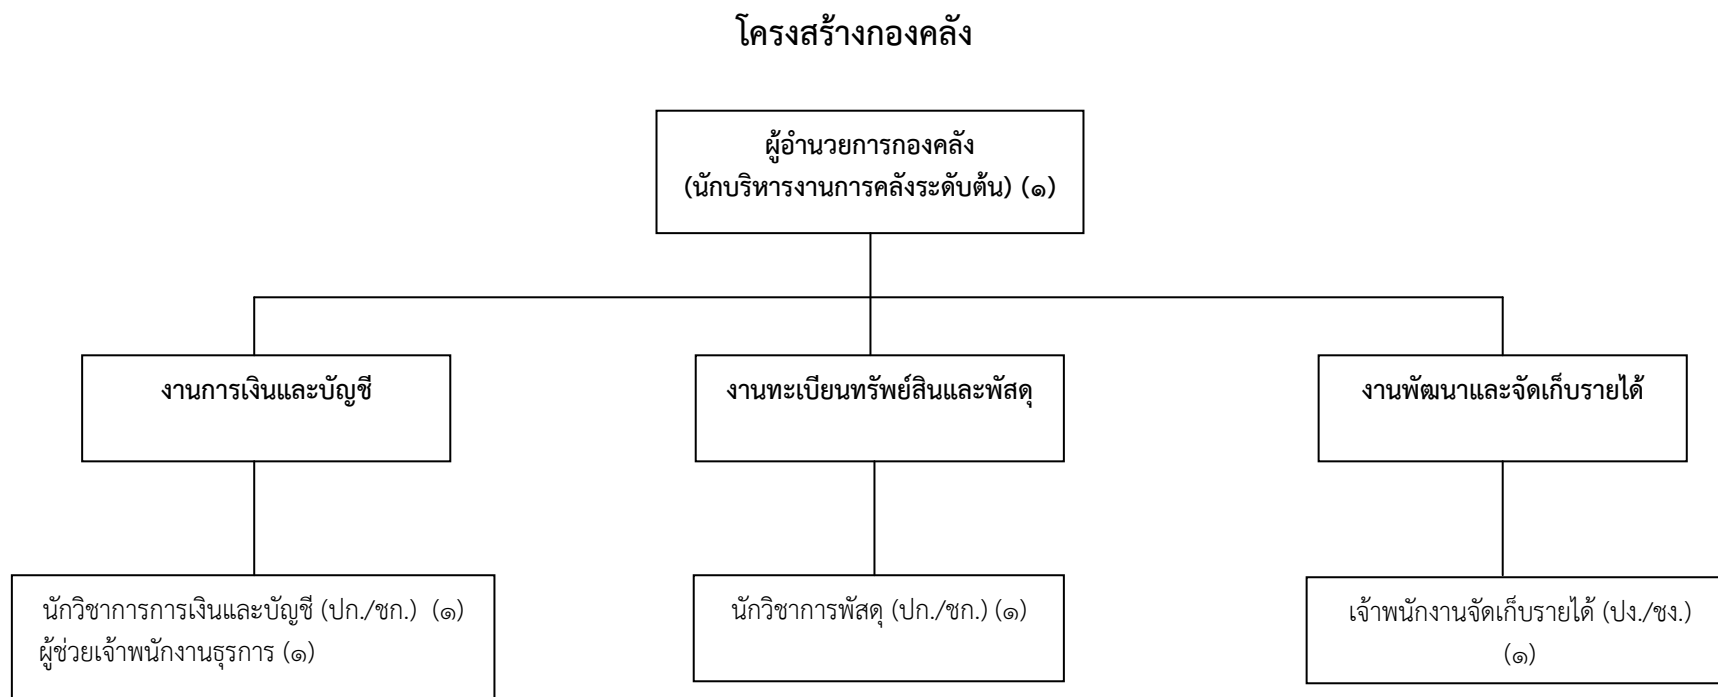 โครงสร้างกองคลัง
ผู้อำนวยการกองคลัง
(นักบริหารงานการคลังระดับต้น) (๑)
งานการเงินและบัญชี
งานทะเบียนทรัพย์สินและพัสดุ
งานพัฒนาและจัดเก็บรายได้
นักวิชาการการเงินและบัญชี (ปก./ชก.) (๑)
ผู้ช่วยเจ้าพนักงานธุรการ (๑)
นักวิชาการพัสดุ (ปก./ชก.) (๑)
เจ้าพนักงานจัดเก็บรายได้ (ปง./ชง.)
(๑)